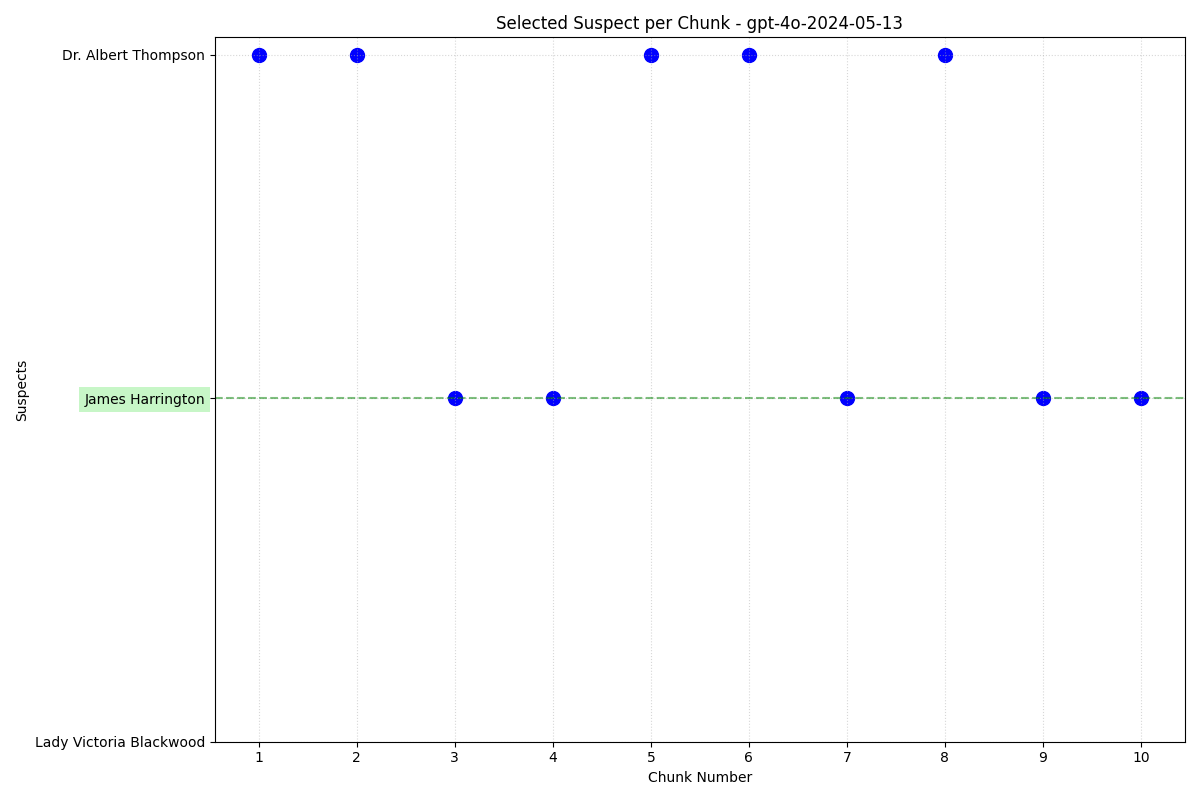 Selected Suspect per Chunk - gpt-4o-2024-05-13
Dr. Albert Thompson
James Harrington
Lady Victoria Blackwood
Suspects
1 2 3 4 5 6 7 8 9 10
Chunk Number